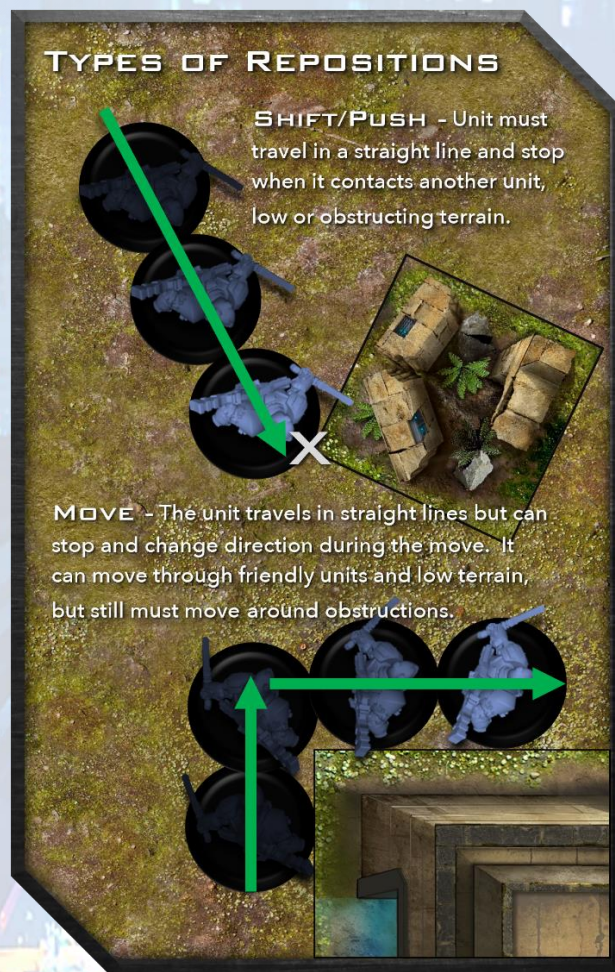 Types of Repositions
Shift/Push - Unit must
travel in a straight line and stop
when it contacts another unit,
low or obstructing terrain.
X
Move - The unit travels in straight lines but can
stop and change direction during the move. It
can move through friendly units and low terrain,
but still must move around obstructions.